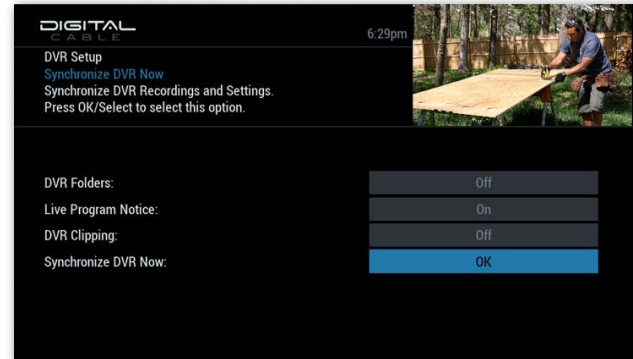 DIGITAL
CABLE
6:29pm
DVR Setup
Synchronize DVR Now
Synchronize DVR Recordings and Settings.
Press OK/Select to select this option.
DVR Folders: Off
Live Program Notice: On
DVR Clipping: Off
Synchronize DVR Now: OK